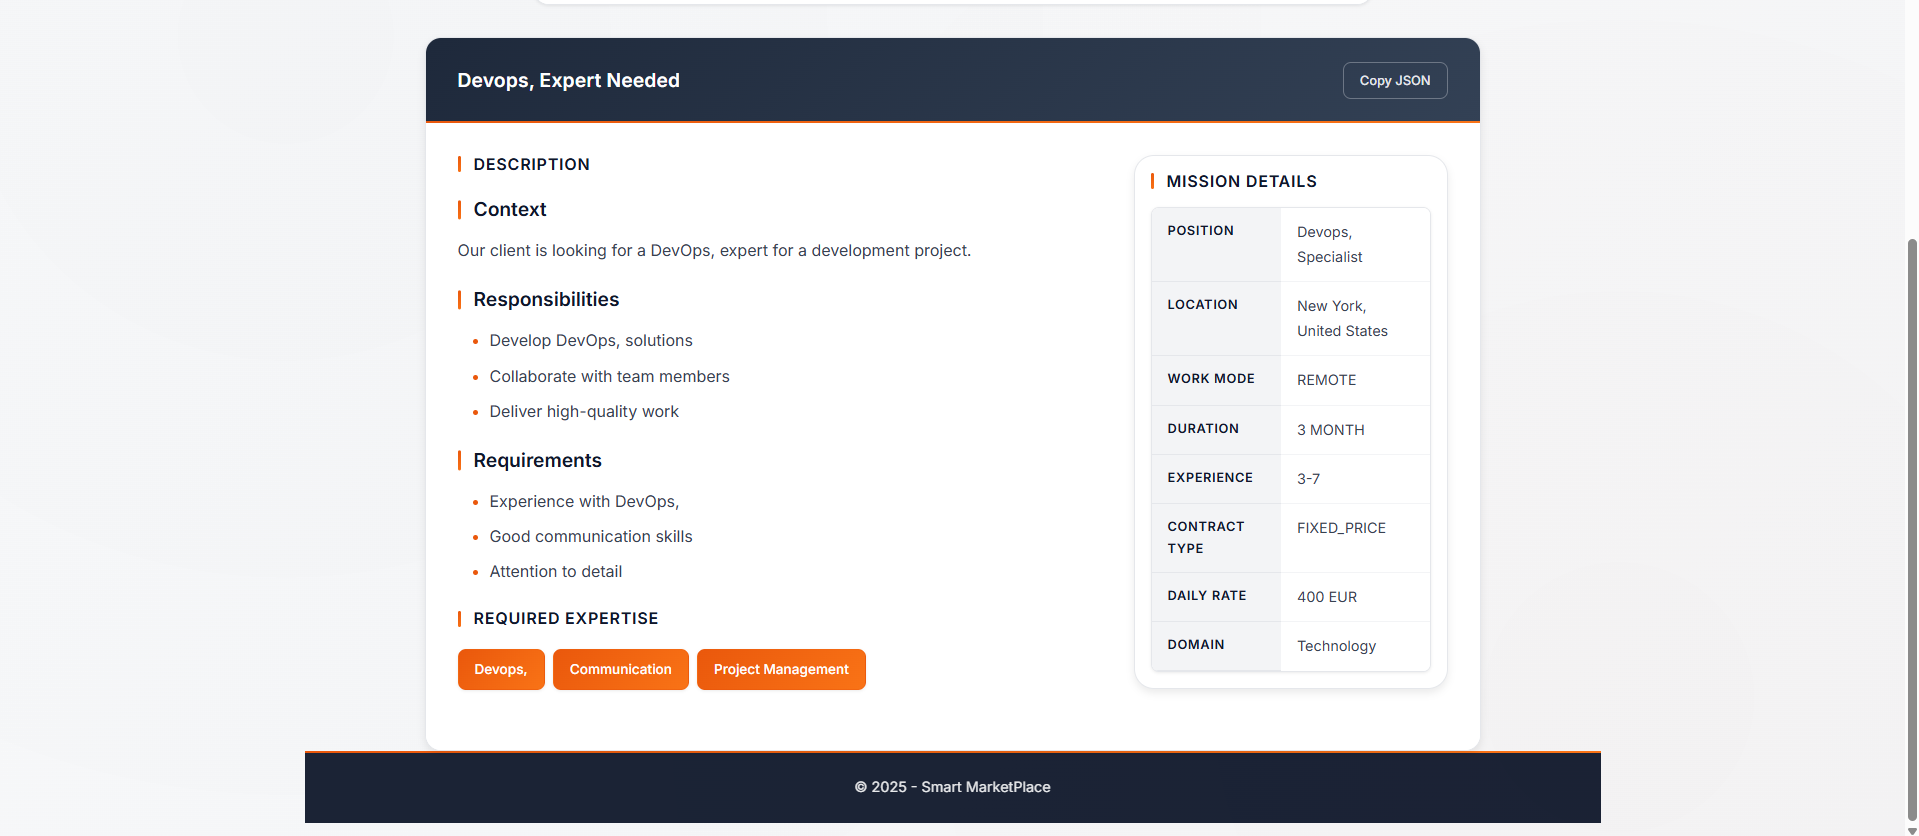 Devops, Expert Needed
Copy JSON
DESCRIPTION
Context
Our client is looking for a DevOps, expert for a development project.
Responsibilities
• Develop DevOps, solutions
• Collaborate with team members
• Deliver high-quality work
Requirements
• Experience with DevOps,
• Good communication skills
• Attention to detail
REQUIRED EXPERTISE
Devops,
Communication
Project Management
MISSION DETAILS
POSITION
Devops,
Specialist
LOCATION
New York,
United States
WORK MODE
REMOTE
DURATION
3 MONTH
EXPERIENCE
3-7
CONTRACT
TYPE
FIXED_PRICE
DAILY RATE
400 EUR
DOMAIN
Technology
© 2025 - Smart MarketPlace